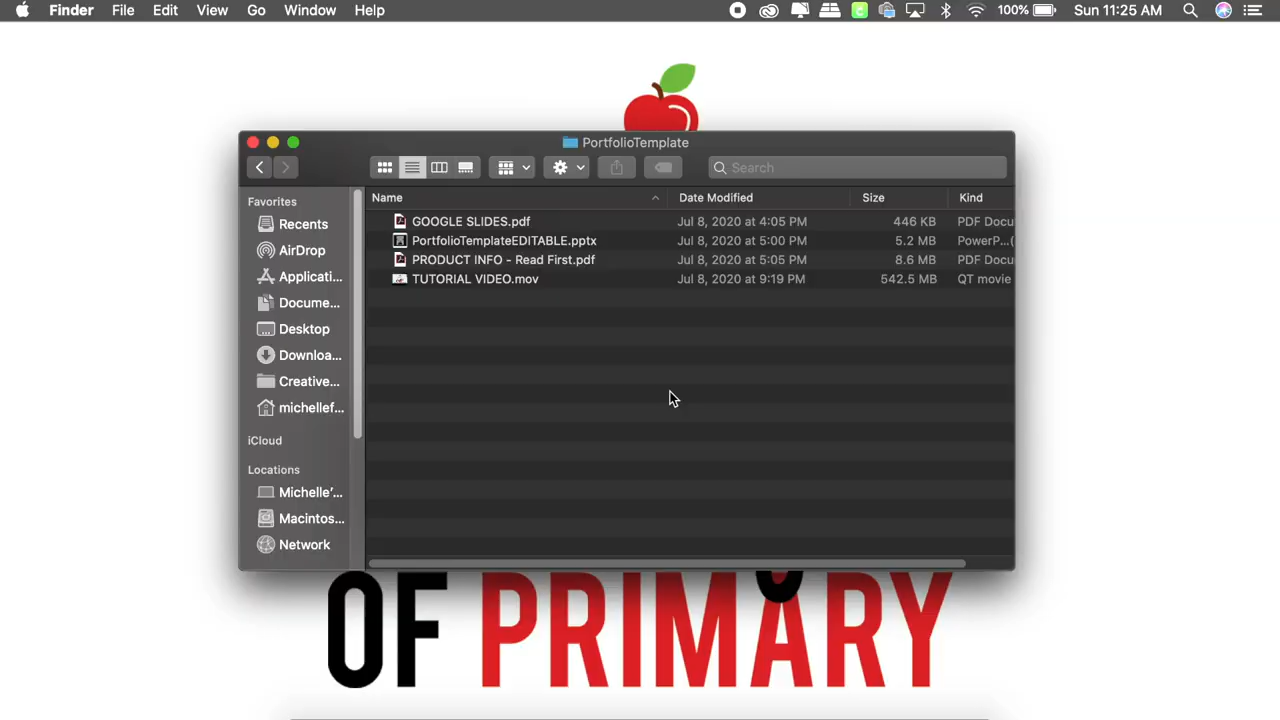 Finder File Edit View Go Window Help 100% Sun 11:25 AM
PortfolioTemplate
Search
Favorites
Recents
AirDrop
Applicati...
Docume...
Desktop
Downloa...
Creative...
michellef...
iCloud
Locations
Michelle’...
Macintos...
Network
Name Date Modified Size Kind
GOOGLE SLIDES.pdf Jul 8, 2020 at 4:05 PM 446 KB PDF Docu
PortfolioTemplateEDITABLE.pptx Jul 8, 2020 at 5:00 PM 5.2 MB PowerP...(
PRODUCT INFO - Read First.pdf Jul 8, 2020 at 5:05 PM 8.6 MB PDF Docu
TUTORIAL VIDEO.mov Jul 8, 2020 at 9:19 PM 542.5 MB QT movie
OF PRIMARY